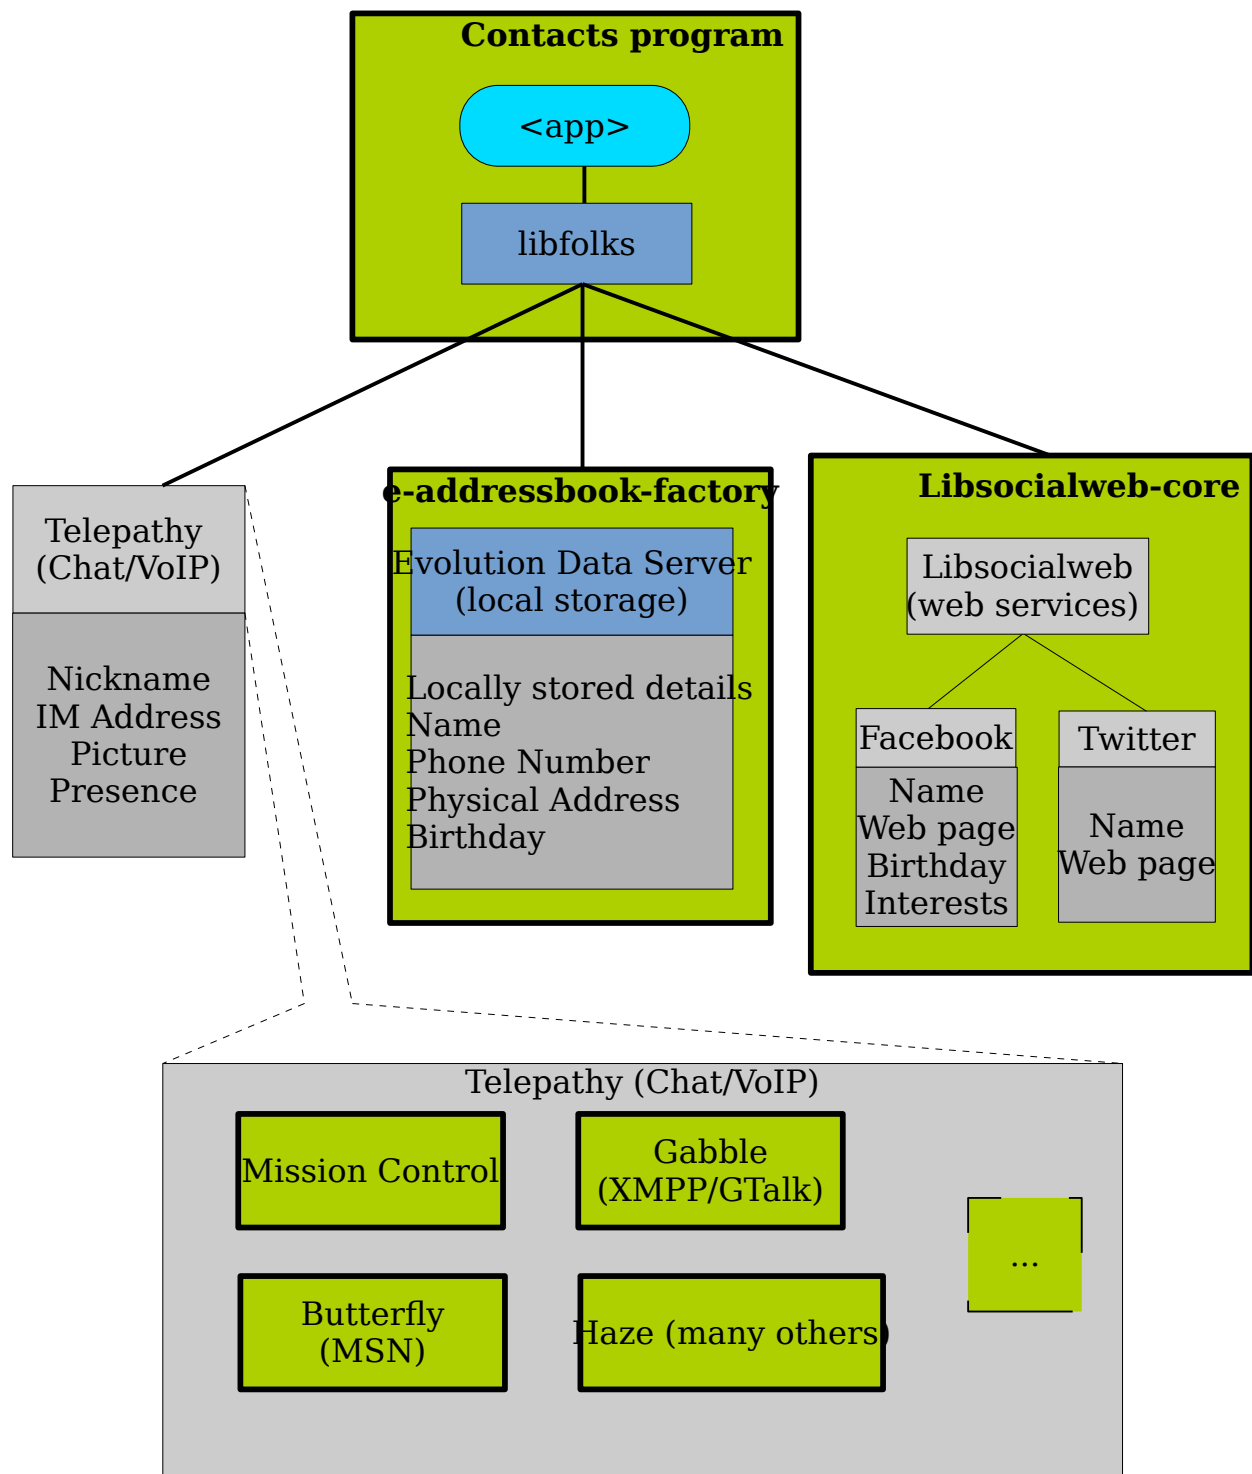 Contacts program
<app>
libfolks
Telepathy
(Chat/VoIP)
Nickname
IM Address
Picture
Presence
e-addressbook-factory
Evolution Data Server
(local storage)
Locally stored details
Name
Phone Number
Physical Address
Birthday
Libsocialweb-core
Libsocialweb
(web services)
Facebook
Name
Web page
Birthday
Interests
Twitter
Name
Web page
Telepathy (Chat/VoIP)
Mission Control
Gabble
(XMPP/GTalk)
...
Butterfly
(MSN)
Haze (many others)